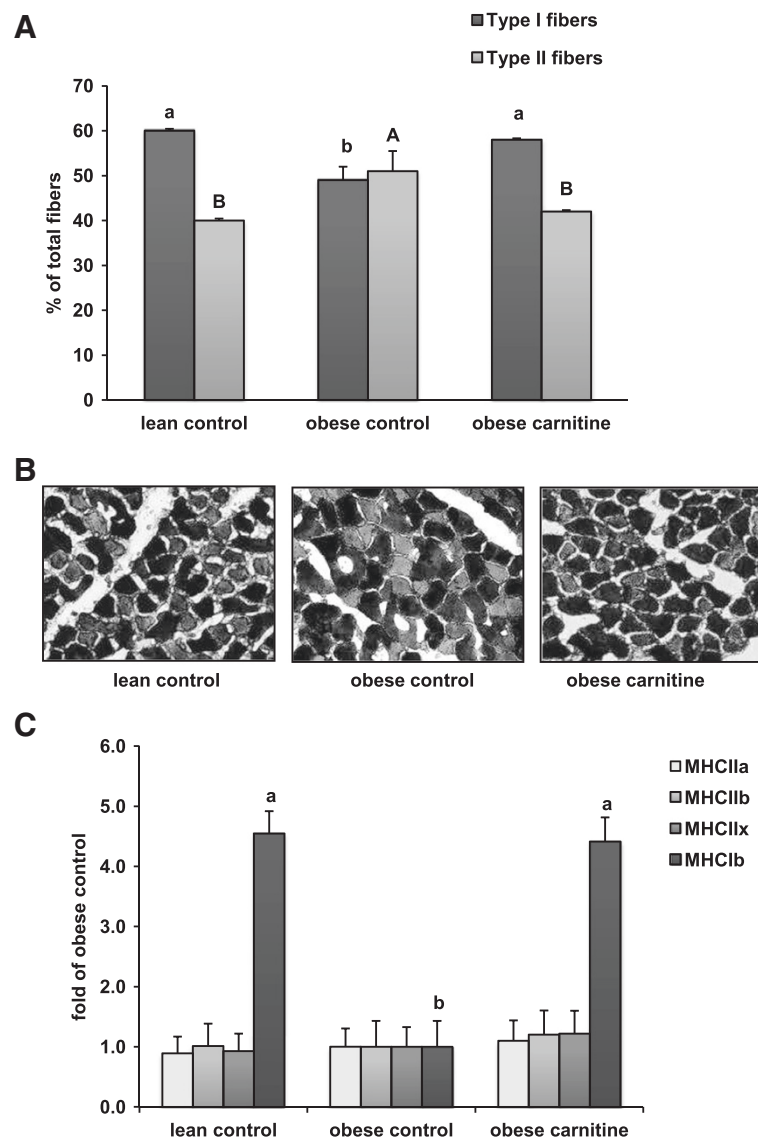 A
Type I fibers
Type II fibers
70
60
50
40
30
20
10
0
% of total fibers
a
B
b
A
a
B
lean control obese control obese carnitine
B
lean control obese control obese carnitine
C
6.0
5.0
4.0
3.0
2.0
1.0
0.0
fold of obese control
a
b
a
MHCIIa
MHCIIb
MHCIIx
MHCIb
lean control obese control obese carnitine